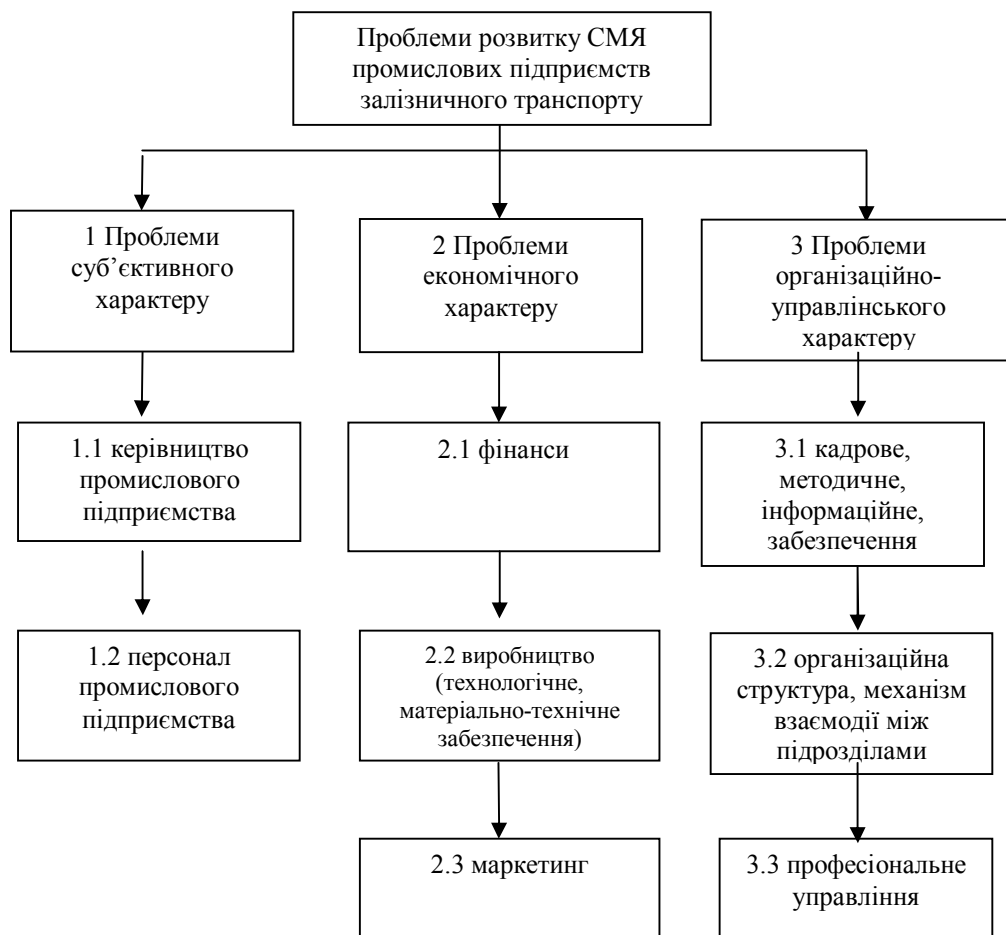 Проблеми розвитку СМЯ
промислових підприємств
залізничного транспорту
1 Проблеми
суб’єктивного
характеру
2 Проблеми
економічного
характеру
3 Проблеми
організаційно-
управлінського
характеру
1.1 керівництво
промислового
підприємства
2.1 фінанси
3.1 кадрове,
методичне,
інформаційне,
забезпечення
1.2 персонал
промислового
підприємства
2.2 виробництво
(технологічне,
матеріально-технічне
забезпечення)
3.2 організаційна
структура, механізм
взаємодії між
підрозділами
2.3 маркетинг
3.3 професіональне
управління